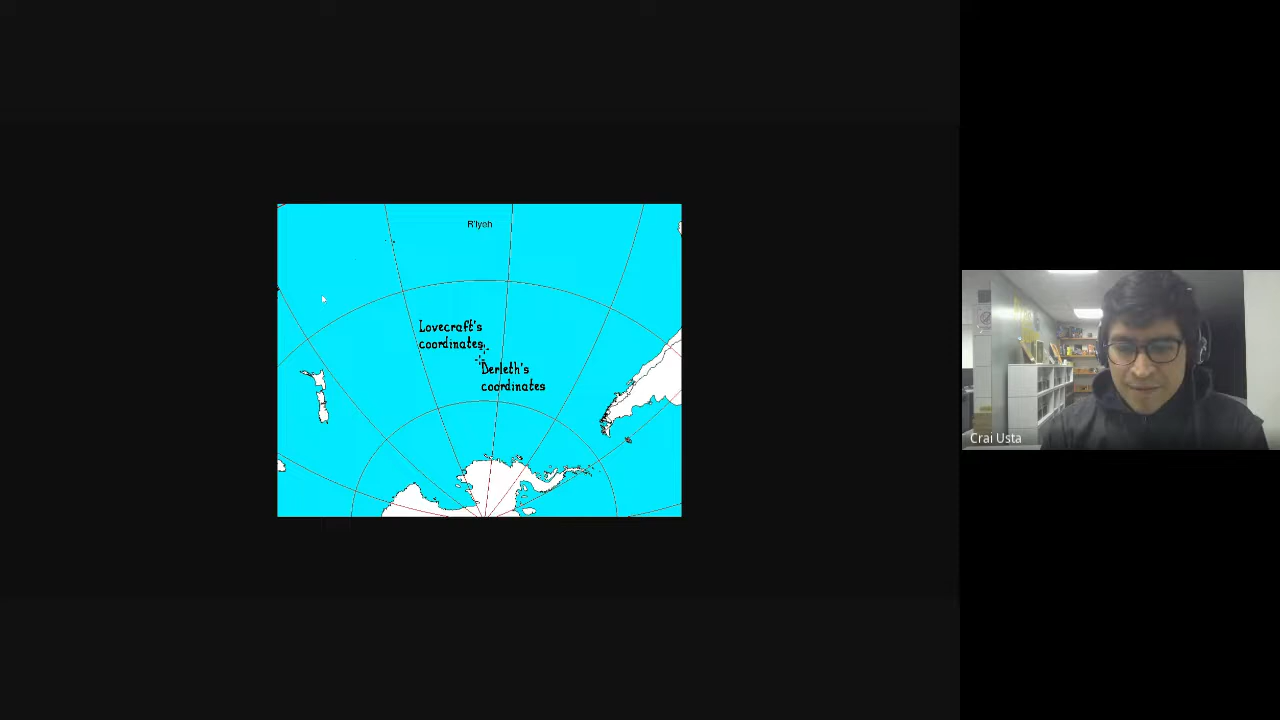 R'lyeh
Lovecraft's
coordinates
Derleth's
coordinates
Crai Usta